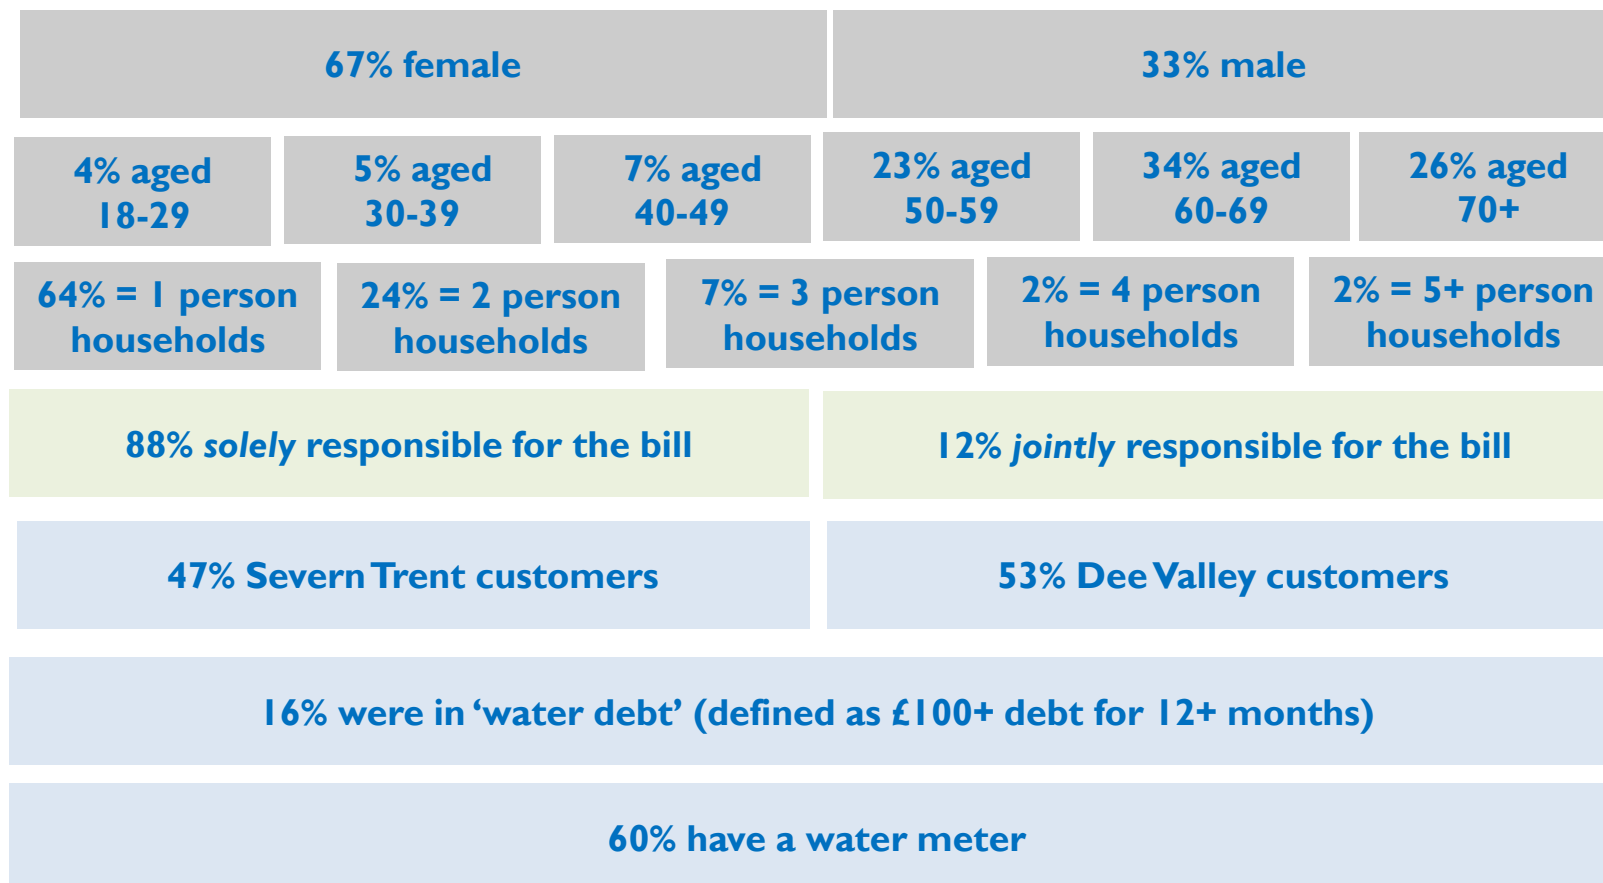 67% female
33% male
4% aged
18-29
5% aged
30-39
7% aged
40-49
23% aged
50-59
34% aged
60-69
26% aged
70+
64% = 1 person
households
24% = 2 person
households
7% = 3 person
households
2% = 4 person
households
2% = 5+ person
households
88% solely responsible for the bill
12% jointly responsible for the bill
47% Severn Trent customers
53% Dee Valley customers
16% were in ‘water debt’ (defined as £100+ debt for 12+ months)
60% have a water meter